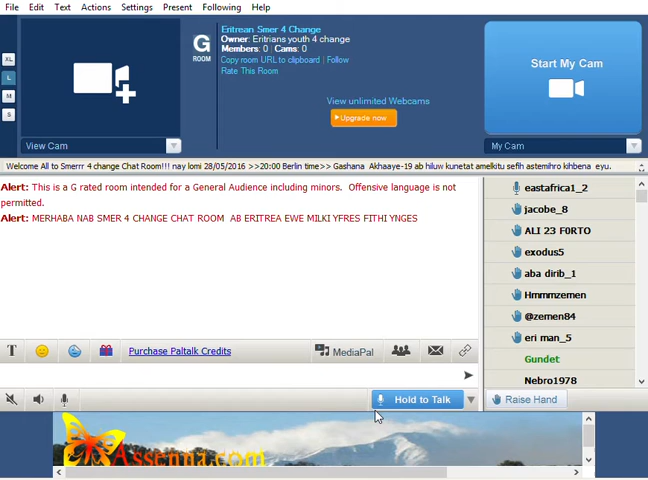 File Edit Text Actions Settings Present Following Help
XL
L
M
S
View Cam
G
ROOM
Eritrean Smer 4 Change
Owner: Eritrians youth 4 change
Members: 0 | Cams: 0
Copy room URL to clipboard | Follow
Rate This Room
View unlimited Webcams
Upgrade now
Start My Cam
My Cam
Welcome All to Smerrr 4 change Chat Room!!! nay lomi 28/05/2016 >>20:00 Berlin time>> Gashana Akhaaye-19 ab hiluw kunetat amelkitu sefih astemihro kihbena eyu.
Alert: This is a G rated room intended for a General Audience including minors. Offensive language is not
permitted.
Alert: MERHABA NAB SMER 4 CHANGE CHAT ROOM AB ERITREA EWE MILKI YFRES FITHI YNGES
eastafrica1_2
jacobe_8
ALI 23 F0RTO
exodus5
aba dirib_1
Hmmmzemen
@zemen84
eri man_5
Gundet
Nebro1978
T
Purchase Paltalk Credits
MediaPal
Hold to Talk
Raise Hand
Assenna.com